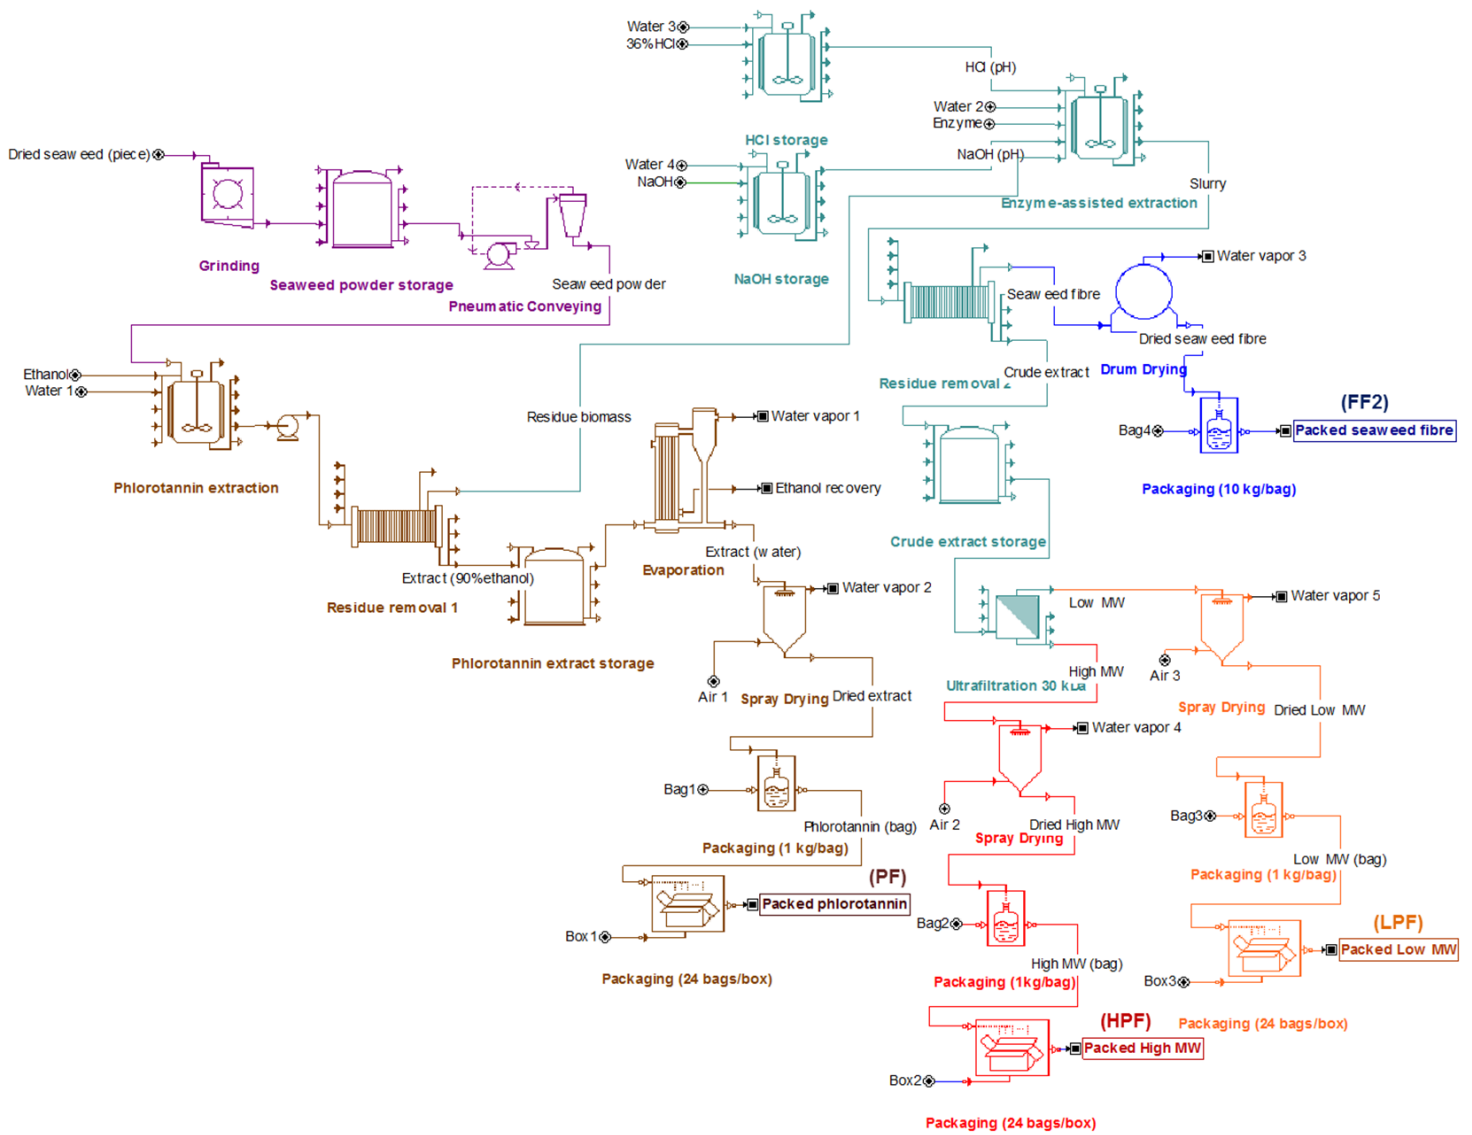 Water 3
36%HCl
HCl (pH)
Water 2
Enzyme
HCl storage
Dried seaweed (piece)
Water 4
NaOH
NaOH (pH)
Slurry
Enzyme-assisted extraction
Grinding
Seaweed powder storage
Pneumatic Conveying
Seaweed powder
NaOH storage
Water vapor 3
Seaweed fibre
Dried seaweed fibre
Ethanol
Water 1
Crude extract
Drum Drying
Residue removal 2
(FF2)
Residue biomass
Water vapor 1
Bag4
Packed seaweed fibre
Phlorotannin extraction
Ethanol recovery
Packaging (10 kg/bag)
Crude extract storage
Extract (water)
Evaporation
Extract (90%ethanol)
Residue removal 1
Water vapor 2
Low MW
Water vapor 5
Phlorotannin extract storage
High MW
Air 3
Ultrafiltration 30 kDa
Air 1
Spray Drying
Dried extract
Spray Drying
Dried Low MW
Water vapor 4
Bag1
Air 2
Dried High MW
Bag3
Phlorotannin (bag)
Spray Drying
Packaging (1 kg/bag)
Low MW (bag)
Packaging (1 kg/bag)
(PF)
Packed phlorotannin
Bag2
(LPF)
Box1
Packed Low MW
High MW (bag)
Packaging (24 bags/box)
Packaging (1kg/bag)
Box3
(HPF)
Packaging (24 bags/box)
Packed High MW
Box2
Packaging (24 bags/box)